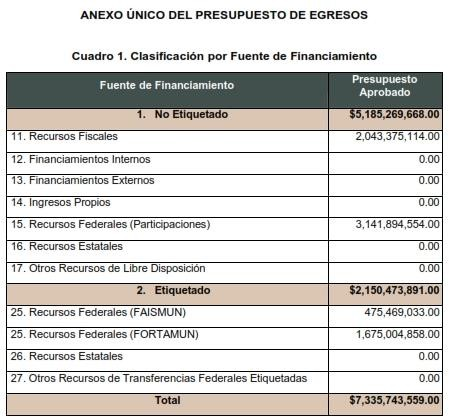 ANEXO ÚNICO DEL PRESUPUESTO DE EGRESOS
Cuadro 1. Clasificación por Fuente de Financiamiento
Fuente de Financiamiento Presupuesto Aprobado
1. No Etiquetado $5,185,269,668.00
11. Recursos Fiscales 2,043,375,114.00
12. Financiamientos Internos 0.00
13. Financiamientos Externos 0.00
14. Ingresos Propios 0.00
15. Recursos Federales (Participaciones) 3,141,894,554.00
16. Recursos Estatales 0.00
17. Otros Recursos de Libre Disposición 0.00
2. Etiquetado $2,150,473,891.00
25. Recursos Federales (FAISMUN) 475,469,033.00
25. Recursos Federales (FORTAMUN) 1,675,004,858.00
26. Recursos Estatales 0.00
27. Otros Recursos de Transferencias Federales Etiquetadas 0.00
Total $7,335,743,559.00